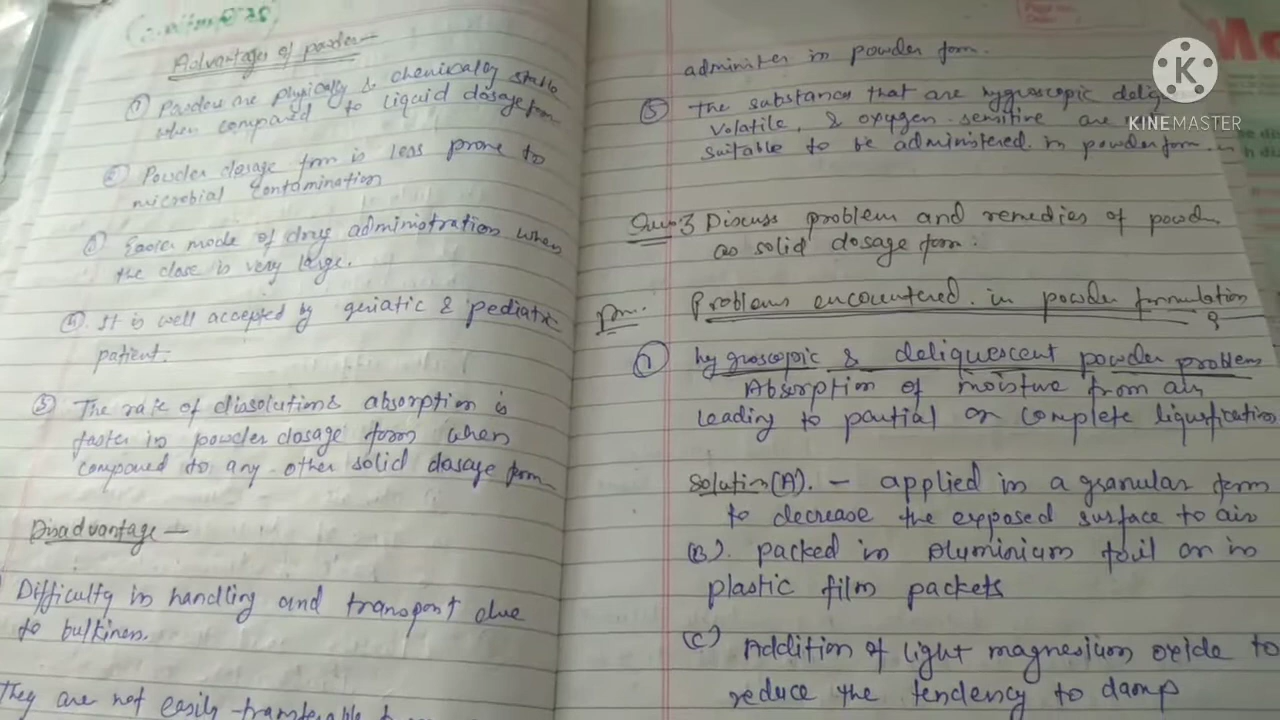 Advantages of powder-
① Powders are physically & chemically stable
when compared to liquid dosage form
② Powder dosage form is less prone to
microbial contamination
③ Easier mode of drug administration when
the dose is very large.
④ It is well accepted by geriatic & pediatric
patient.
⑤ The rate of dissolution & absorption is
faster in powder dosage form when
compared to any other solid dosage form
Disadvantage -
Difficulty in handling and transport due
to bulkiness.
They are not easily
administer in powder form.
⑤ The substances that are hygroscopic
volatile, & oxygen-sensitive are
suitable to be administered in powder form
Que-3 Discuss problem and remedies of powder
as solid dosage form.
Problems encountered in powder formulation
① hygroscopic & deliquescent powder problem
Absorption of moisture from air
leading to partial or complete liquification
Solution (A). - applied in a granular form
to decrease the exposed surface to air
(B). packed in Aluminium foil or in
plastic film packets
(C) Addition of light magnesium oxide to
reduce the tendency to damp
KINEMASTER